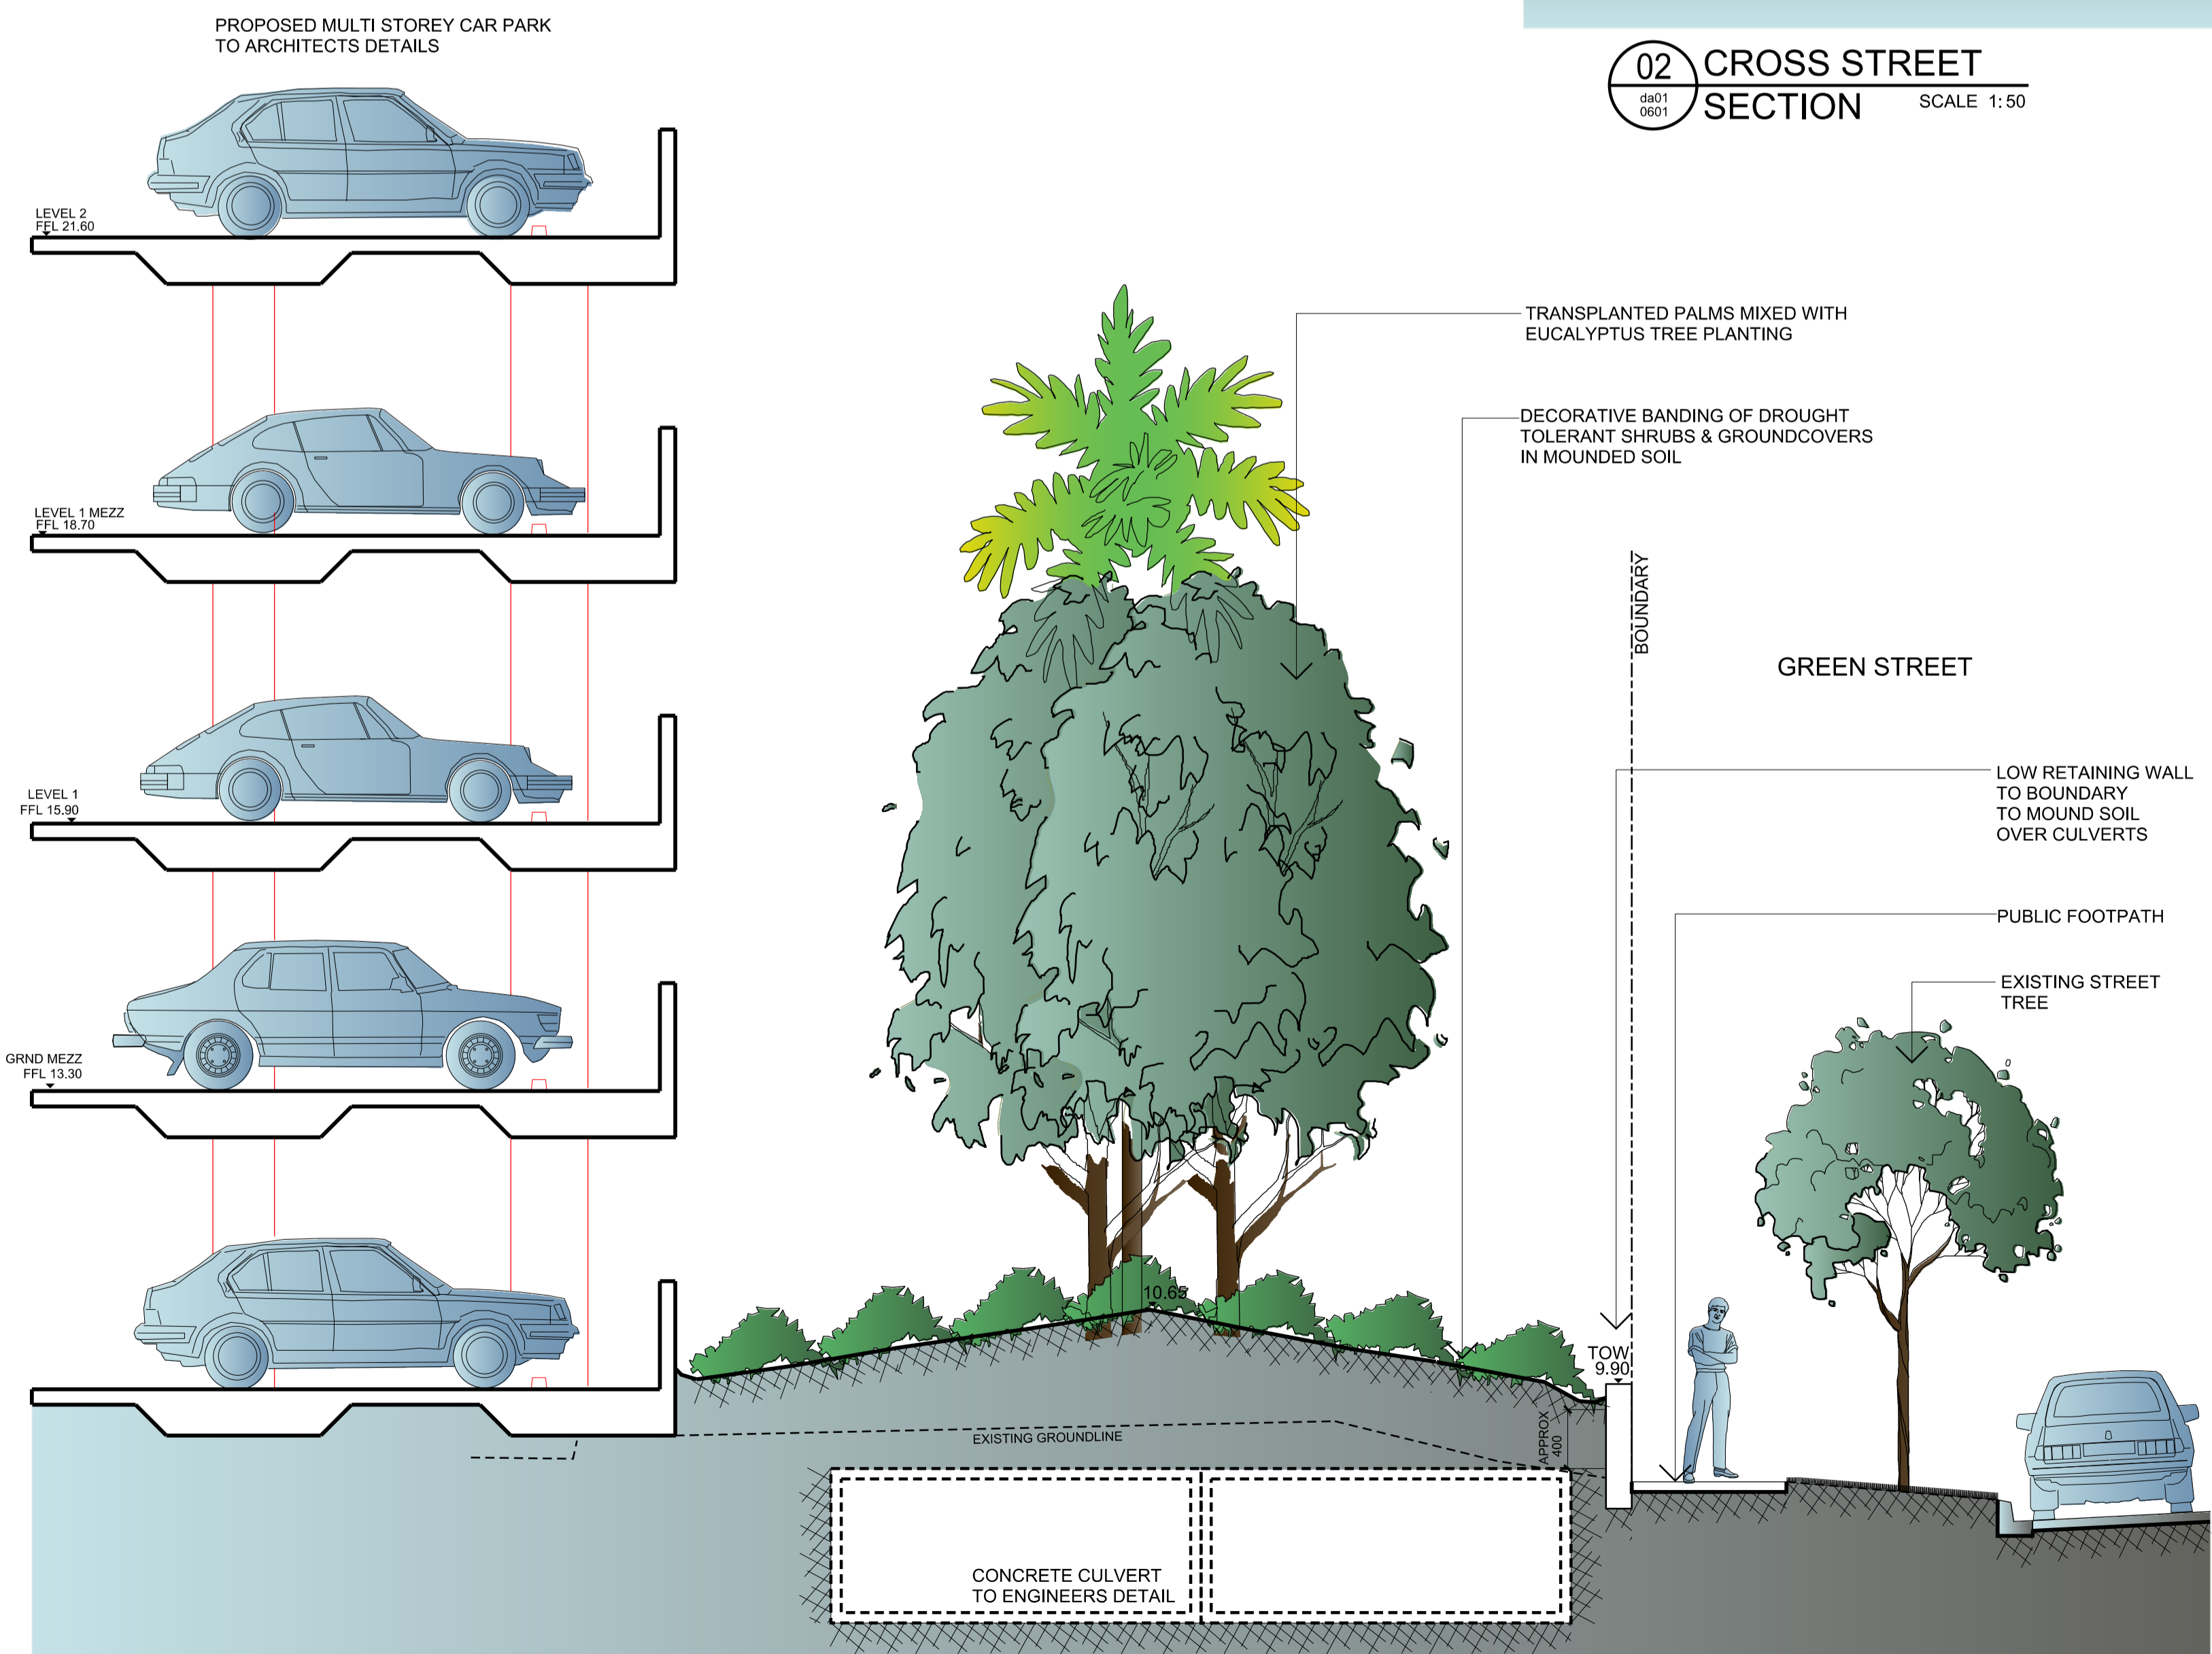 PROPOSED MULTI STOREY CAR PARK
TO ARCHITECTS DETAILS
02
da01
0601
CROSS STREET
SECTION
SCALE 1:50
LEVEL 2
FFL 21.60
TRANSPLANTED PALMS MIXED WITH
EUCALYPTUS TREE PLANTING
DECORATIVE BANDING OF DROUGHT
TOLERANT SHRUBS & GROUNDCOVERS
IN MOUNDED SOIL
LEVEL 1 MEZZ
FFL 18.70
BOUNDARY
GREEN STREET
LOW RETAINING WALL
TO BOUNDARY
TO MOUND SOIL
OVER CULVERTS
LEVEL 1
FFL 15.90
PUBLIC FOOTPATH
EXISTING STREET
TREE
GRND MEZZ
FFL 13.30
10.65
TOW
9.90
APPROX
400
EXISTING GROUNDLINE
CONCRETE CULVERT
TO ENGINEERS DETAIL